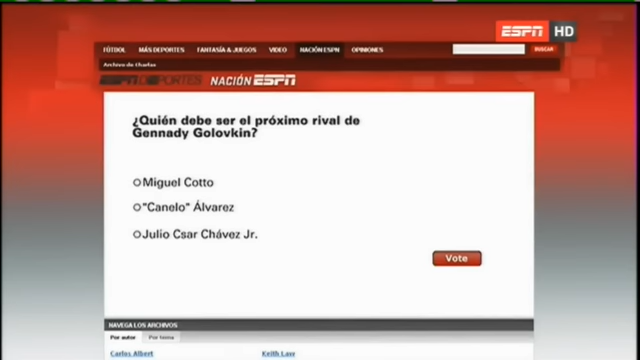 ESPN HD
FÚTBOL MÁS DEPORTES FANTASÍA & JUEGOS VIDEO NACIÓN ESPN OPINIONES BUSCAR
Archivo de Charlas
ESPN DEPORTES NACIÓN ESPN
¿Quién debe ser el próximo rival de
Gennady Golovkin?
Miguel Cotto
"Canelo" Álvarez
Julio Csar Chávez Jr.
Vote
NAVEGA LOS ARCHIVOS
Por autor Por tema
Carlos Albert Keith Law